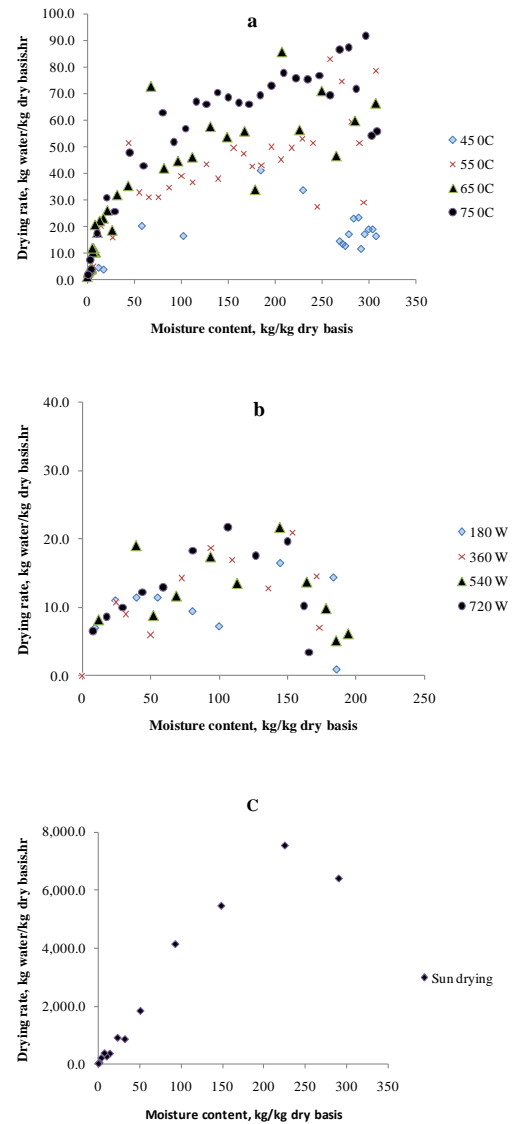 a
Drying rate, kg water/kg dry basis.hr
100.0
90.0
80.0
70.0
60.0
50.0
40.0
30.0
20.0
10.0
0.0
0 50 100 150 200 250 300 350
Moisture content, kg/kg dry basis
45 0C
55 0C
65 0C
75 0C
b
Drying rate, kg water/kg dry basis.hr
40.0
30.0
20.0
10.0
0.0
0 50 100 150 200 250
Moisture content, kg/kg dry basis
180 W
360 W
540 W
720 W
C
Drying rate, kg water/kg dry basis.hr
8,000.0
6,000.0
4,000.0
2,000.0
0.0
0 50 100 150 200 250 300 350
Moisture content, kg/kg dry basis
Sun drying